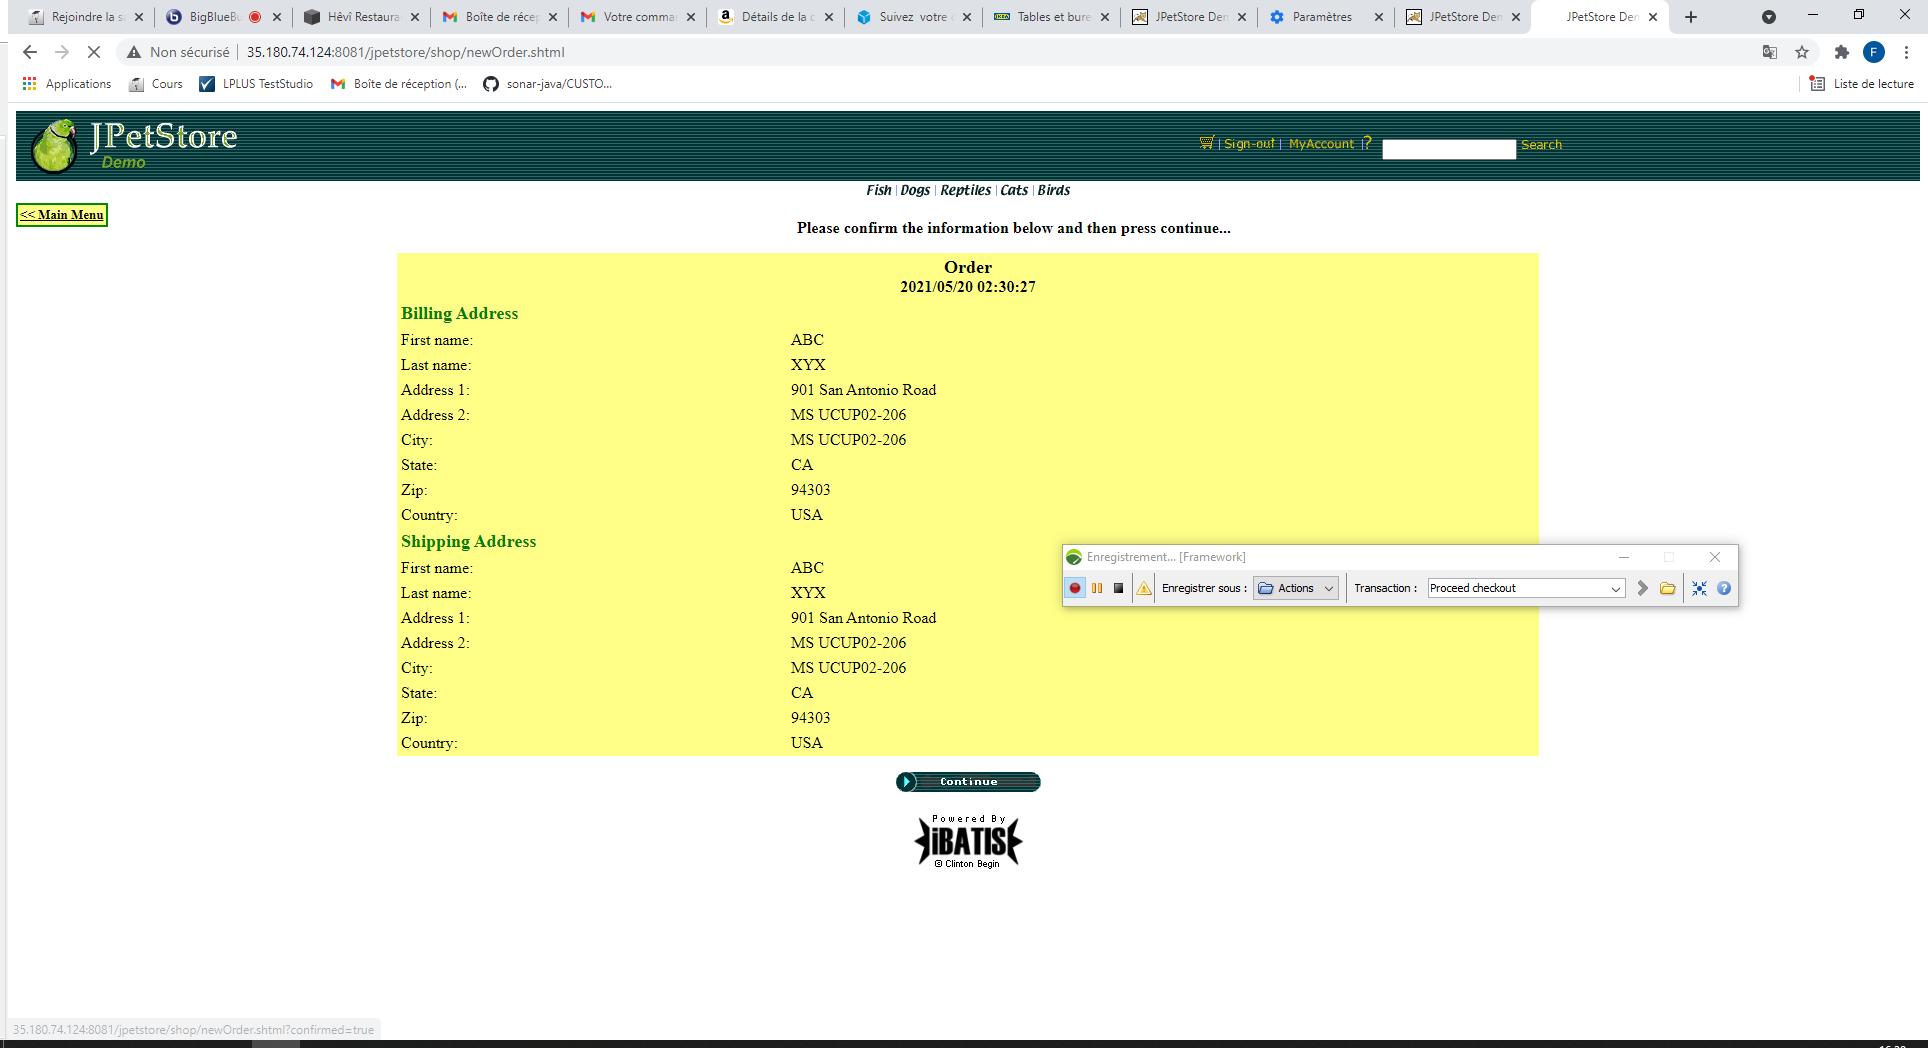 Rejoindre la s
BigBlueBu
Hêvî Restaura
Boîte de récep
Votre comma
Détails de la c
Suivez votre c
IKEA
Tables et bure
JPetStore Den
Paramètres
JPetStore Den
JPetStore Den
Non sécurisé
35.180.74.124:8081/jpetstore/shop/newOrder.shtml
F
Applications
Cours
LPLUS TestStudio
Boîte de réception (...
sonar-java/CUSTO...
Liste de lecture
JPetStore
Demo
| Sign-out | MyAccount | ?
Search
Fish | Dogs | Reptiles | Cats | Birds
<< Main Menu
Please confirm the information below and then press continue...
Order
2021/05/20 02:30:27
Billing Address
First name: ABC
Last name: XYX
Address 1: 901 San Antonio Road
Address 2: MS UCUP02-206
City: MS UCUP02-206
State: CA
Zip: 94303
Country: USA
Shipping Address
First name: ABC
Last name: XYX
Address 1: 901 San Antonio Road
Address 2: MS UCUP02-206
City: MS UCUP02-206
State: CA
Zip: 94303
Country: USA
Enregistrement... [Framework]
Enregistrer sous : Actions
Transaction : Proceed checkout
Continue
Powered By
iBATIS
© Clinton Begin
35.180.74.124:8081/jpetstore/shop/newOrder.shtml?confirmed=true